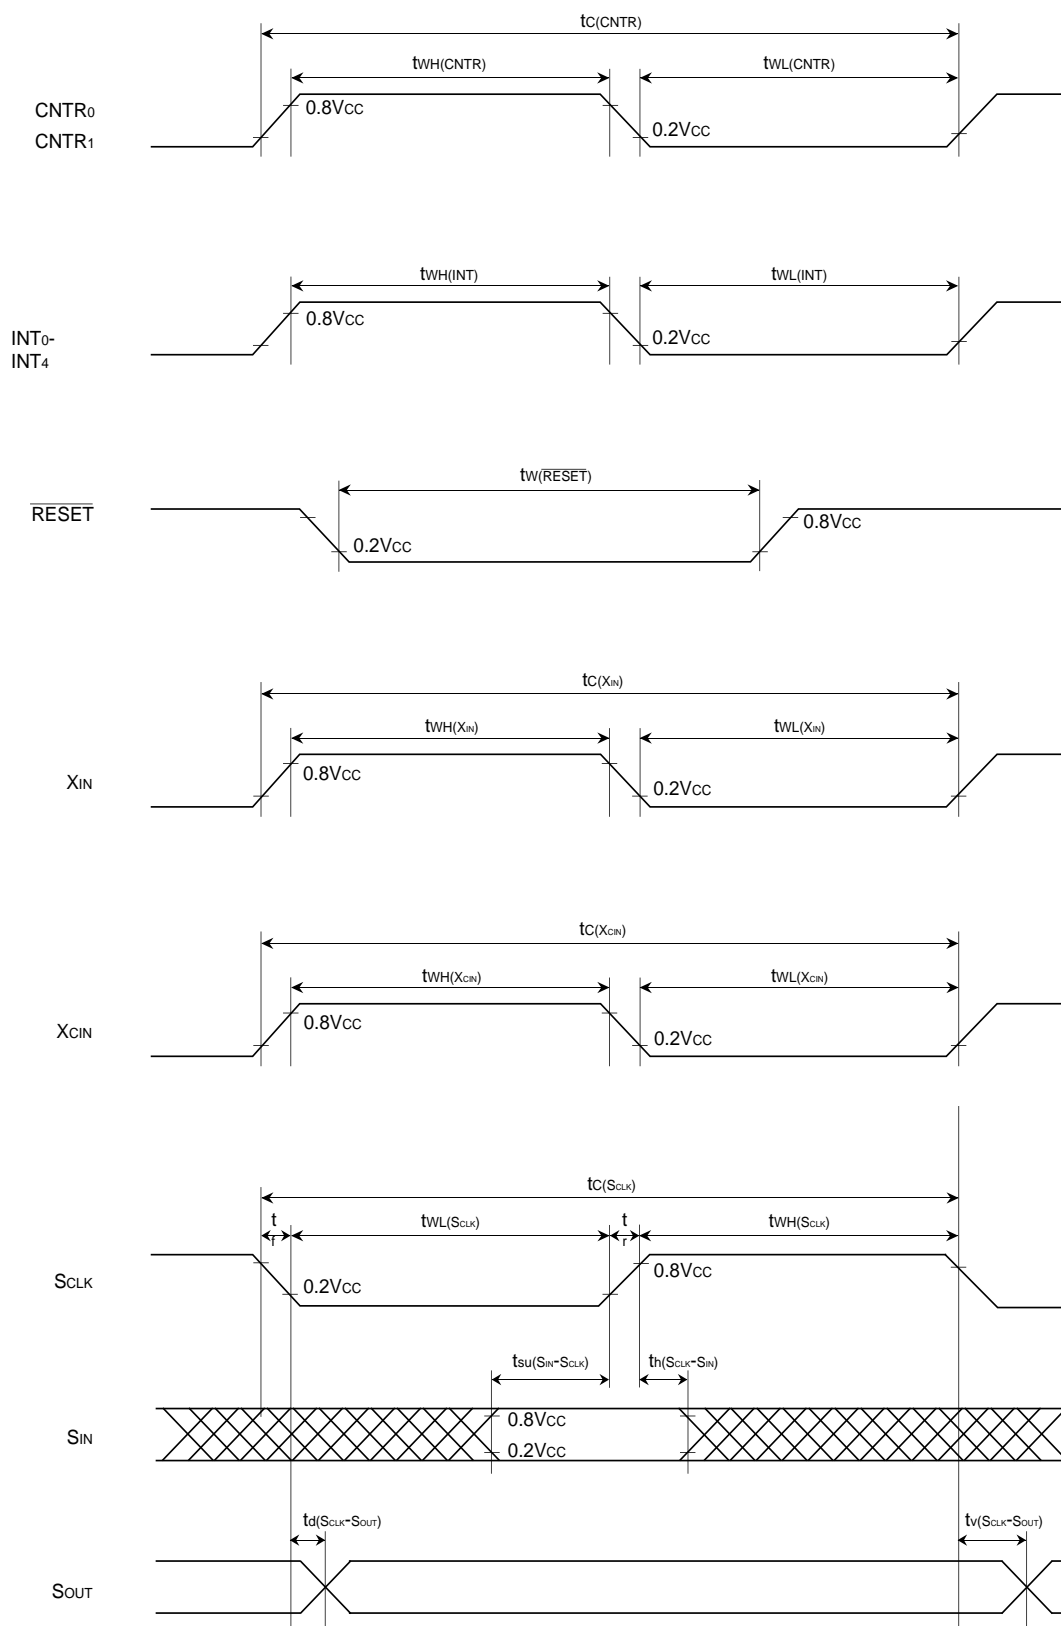 tC(CNTR)
tWH(CNTR) tWL(CNTR)
CNTR0
CNTR1
0.8VCC
0.2VCC
tWH(INT) tWL(INT)
INT0-
INT4
0.8VCC
0.2VCC
tW(RESET)
RESET
0.2VCC
0.8VCC
tC(XIN)
tWH(XIN) tWL(XIN)
XIN
0.8VCC
0.2VCC
tC(XCIN)
tWH(XCIN) tWL(XCIN)
XCIN
0.8VCC
0.2VCC
tC(SCLK)
tf tWL(SCLK) tr tWH(SCLK)
SCLK
0.2VCC
0.8VCC
tsu(SIN-SCLK) th(SCLK-SIN)
SIN
0.8VCC
0.2VCC
td(SCLK-SOUT) tv(SCLK-SOUT)
SOUT